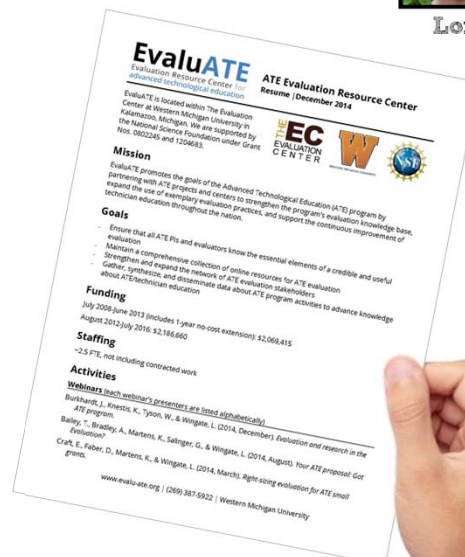 Lo
EvaluATE
Evaluation Resource Center for
advanced technological education
ATE Evaluation Resource Center
Resume | December 2014
EvaluATE is located within The Evaluation
Center at Western Michigan University in
Kalamazoo, Michigan. We are supported by
the National Science Foundation under Grant
Nos. 0802245 and 1204683.
THE
EC
EVALUATION
CENTER
W
NSF
Mission
EvaluATE promotes the goals of the Advanced Technological Education (ATE) program by
partnering with ATE projects and centers to strengthen the program's evaluation knowledge base,
expand the use of exemplary evaluation practices, and support the continuous improvement of
technician education throughout the nation.
Goals
- Ensure that all ATE PIs and evaluators know the essential elements of a credible and useful
evaluation
- Maintain a comprehensive collection of online resources for ATE evaluation
- Strengthen and expand the network of ATE evaluation stakeholders
- Gather, synthesize, and disseminate data about ATE program activities to advance knowledge
about ATE/technician education
Funding
July 2008-June 2013 (includes 1-year no-cost extension): $2,069,415
August 2012-July 2016: $2,186,660
Staffing
~2.5 FTE, not including contracted work
Activities
Webinars (each webinar's presenters are listed alphabetically)
Burkhardt, J., Knestis, K., Tyson, W., & Wingate, L. (2014, December). Evaluation and research in the
ATE program.
Bailey, T., Bradley, A., Martens, K., Salinger, G., & Wingate, L. (2014, August). Your ATE proposal: Got
Evaluation?
Craft, E., Faber, D., Martens, K., & Wingate, L. (2014, March). Right-sizing evaluation for ATE small
grants.
www.evalu-ate.org | (269) 387-5922 | Western Michigan University